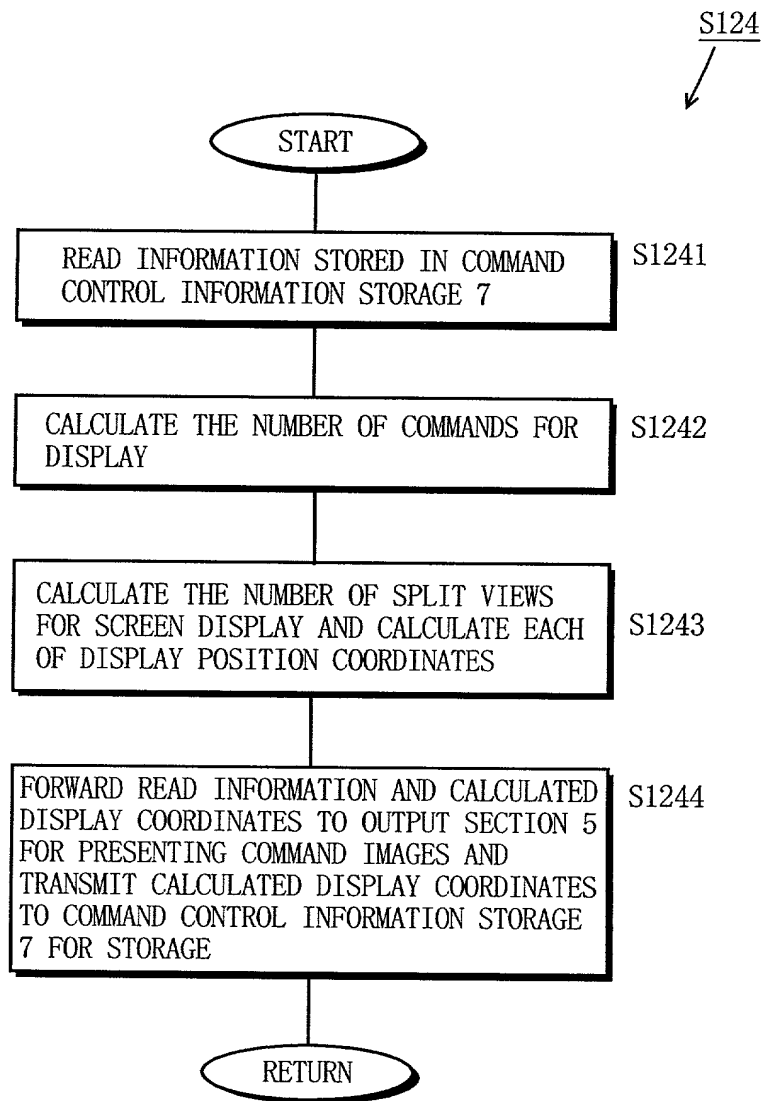 S124
START
READ INFORMATION STORED IN COMMAND
CONTROL INFORMATION STORAGE 7
S1241
CALCULATE THE NUMBER OF COMMANDS FOR
DISPLAY
S1242
CALCULATE THE NUMBER OF SPLIT VIEWS
FOR SCREEN DISPLAY AND CALCULATE EACH
OF DISPLAY POSITION COORDINATES
S1243
FORWARD READ INFORMATION AND CALCULATED
DISPLAY COORDINATES TO OUTPUT SECTION 5
FOR PRESENTING COMMAND IMAGES AND
TRANSMIT CALCULATED DISPLAY COORDINATES
TO COMMAND CONTROL INFORMATION STORAGE
7 FOR STORAGE
S1244
RETURN